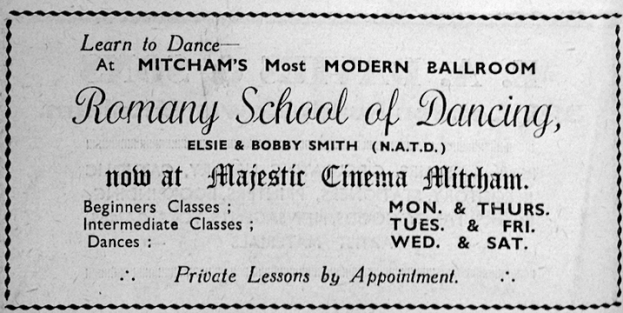 Learn to Dance—
At MITCHAM'S Most MODERN BALLROOM
Romany School of Dancing,
ELSIE & BOBBY SMITH (N.A.T.D.)
now at Majestic Cinema Mitcham.
Beginners Classes ; MON. & THURS.
Intermediate Classes ; TUES. & FRI.
Dances : WED. & SAT.
∴ Private Lessons by Appointment. ∴